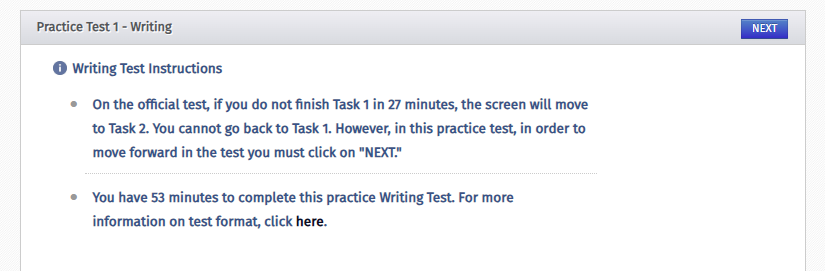 Practice Test 1 - Writing
NEXT
Writing Test Instructions
On the official test, if you do not finish Task 1 in 27 minutes, the screen will move
to Task 2. You cannot go back to Task 1. However, in this practice test, in order to
move forward in the test you must click on "NEXT."
You have 53 minutes to complete this practice Writing Test. For more
information on test format, click here.